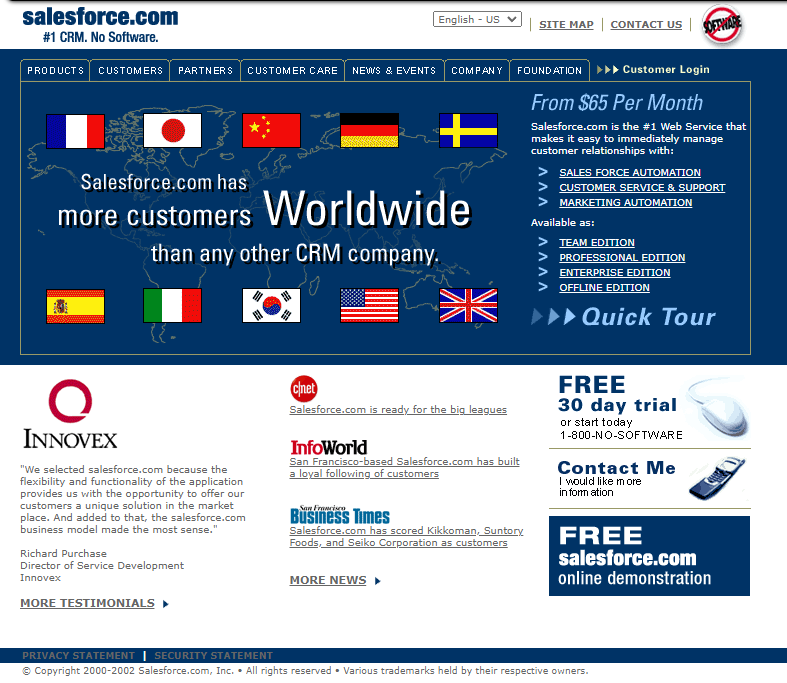 salesforce.com
#1 CRM. No Software.
English - US
SITE MAP
CONTACT US
SOFTWARE
PRODUCTS
CUSTOMERS
PARTNERS
CUSTOMER CARE
NEWS & EVENTS
COMPANY
FOUNDATION
Customer Login
Salesforce.com has
more customers Worldwide
than any other CRM company.
From $65 Per Month
Salesforce.com is the #1 Web Service that
makes it easy to immediately manage
customer relationships with:
> SALES FORCE AUTOMATION
> CUSTOMER SERVICE & SUPPORT
> MARKETING AUTOMATION
Available as:
> TEAM EDITION
> PROFESSIONAL EDITION
> ENTERPRISE EDITION
> OFFLINE EDITION
Quick Tour
INNOVEX
"We selected salesforce.com because the
flexibility and functionality of the application
provides us with the opportunity to offer our
customers a unique solution in the market
place. And added to that, the salesforce.com
business model made the most sense."
Richard Purchase
Director of Service Development
Innovex
MORE TESTIMONIALS
c|net
Salesforce.com is ready for the big leagues
InfoWorld
San Francisco-based Salesforce.com has built
a loyal following of customers
San Francisco
Business Times
Salesforce.com has scored Kikkoman, Suntory
Foods, and Seiko Corporation as customers
MORE NEWS
FREE
30 day trial
or start today
1-800-NO-SOFTWARE
Contact Me
I would like more
information
FREE
salesforce.com
online demonstration
PRIVACY STATEMENT | SECURITY STATEMENT
© Copyright 2000-2002 Salesforce.com, Inc. • All rights reserved • Various trademarks held by their respective owners.